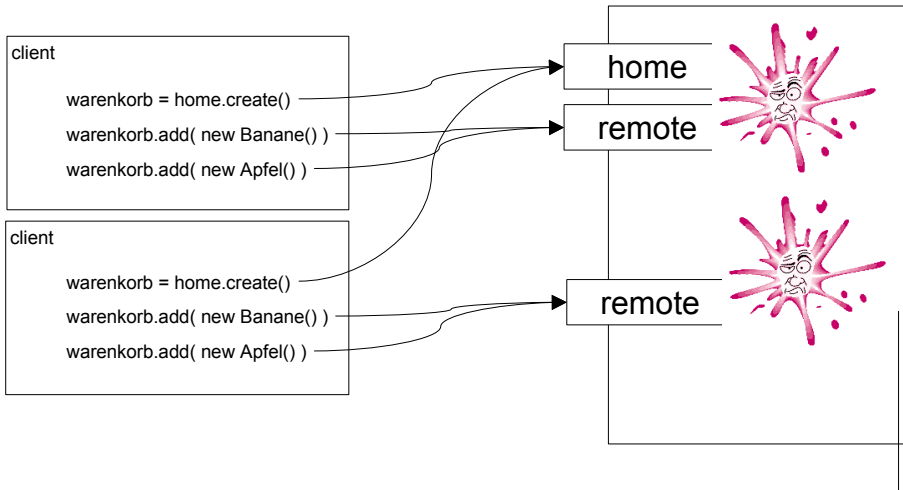 client
warenkorb = home.create()
warenkorb.add( new Banane() )
warenkorb.add( new Apfel() )
client
warenkorb = home.create()
warenkorb.add( new Banane() )
warenkorb.add( new Apfel() )
home
remote
remote